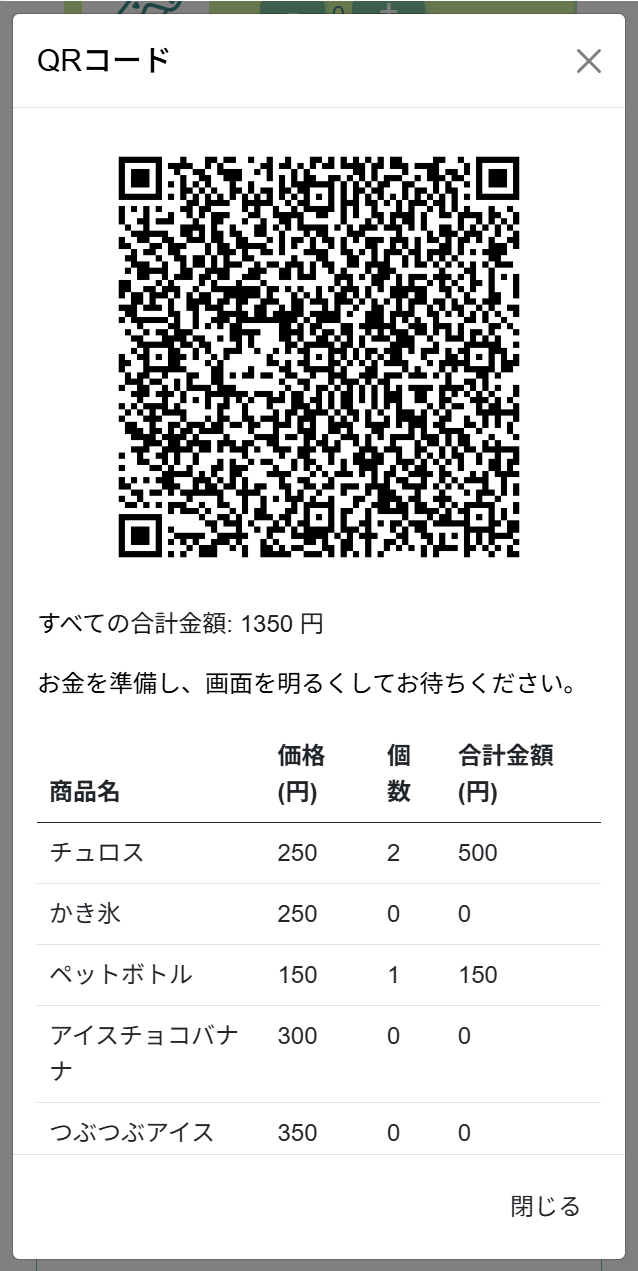 QRコード
すべての合計金額: 1350 円
お金を準備し、画面を明るくしてお待ちください。
商品名 価格(円) 個数 合計金額(円)
チュロス 250 2 500
かき氷 250 0 0
ペットボトル 150 1 150
アイスチョコバナナ 300 0 0
つぶつぶアイス 350 0 0
閉じる